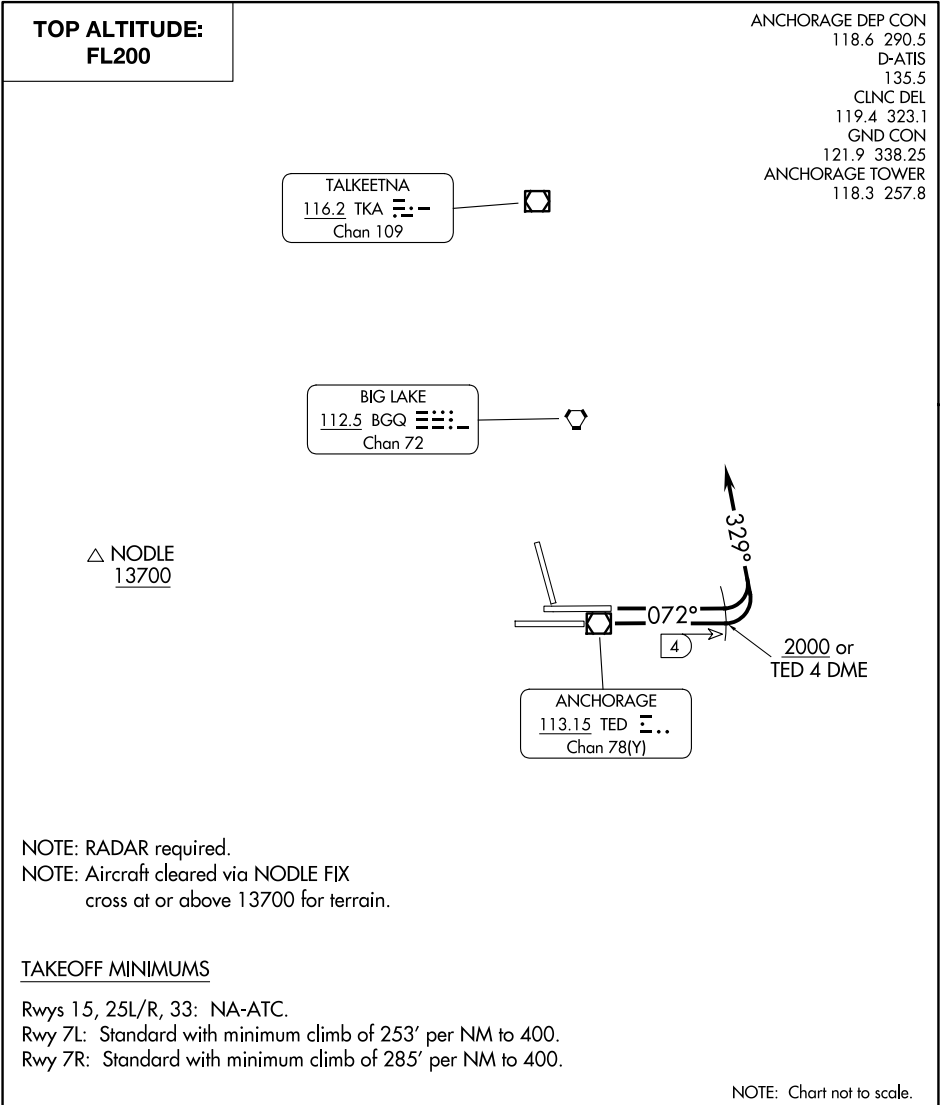 TOP ALTITUDE:
FL200
ANCHORAGE DEP CON
118.6 290.5
D-ATIS
135.5
CLNC DEL
119.4 323.1
GND CON
121.9 338.25
ANCHORAGE TOWER
118.3 257.8
TALKEETNA
116.2 TKA
Chan 109
BIG LAKE
112.5 BGQ
Chan 72
NODLE
13700
329°
072°
4
2000 or
TED 4 DME
ANCHORAGE
113.15 TED
Chan 78(Y)
NOTE: RADAR required.
NOTE: Aircraft cleared via NODLE FIX
cross at or above 13700 for terrain.
TAKEOFF MINIMUMS
Rwys 15, 25L/R, 33: NA-ATC.
Rwy 7L: Standard with minimum climb of 253' per NM to 400.
Rwy 7R: Standard with minimum climb of 285' per NM to 400.
NOTE: Chart not to scale.